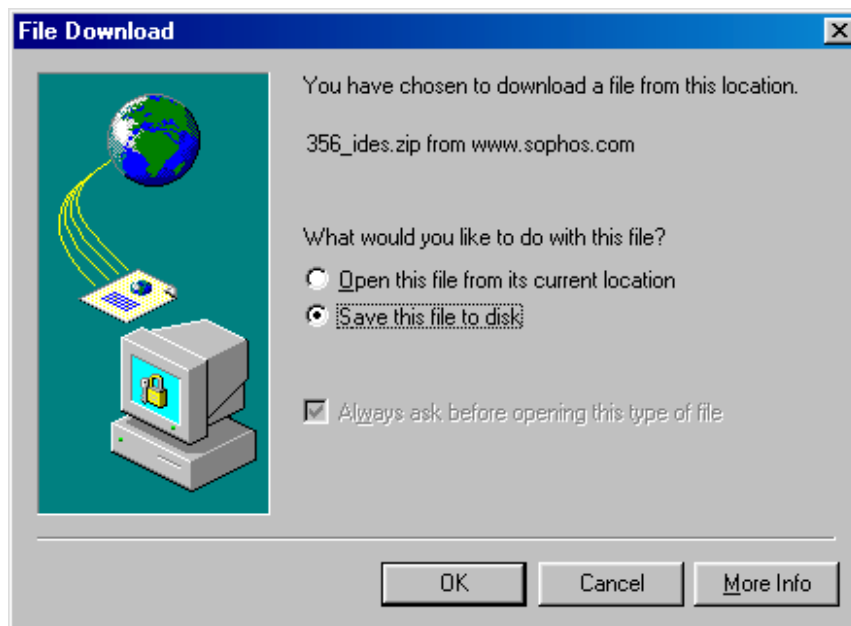 File Download
You have chosen to download a file from this location.
356_ides.zip from www.sophos.com
What would you like to do with this file?
Open this file from its current location
Save this file to disk
Always ask before opening this type of file
OK
Cancel
More Info